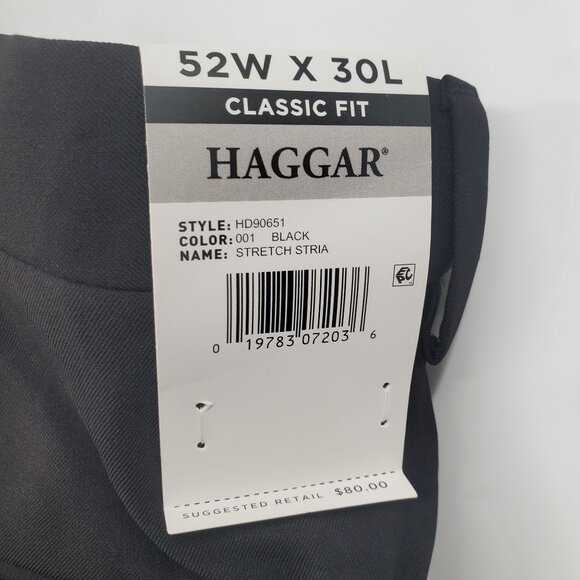 52W X 30L
CLASSIC FIT
HAGGAR®
STYLE: HD90651
COLOR: 001 BLACK
NAME: STRETCH STRIA
0 19783 07203 6
SUGGESTED RETAIL $80.00